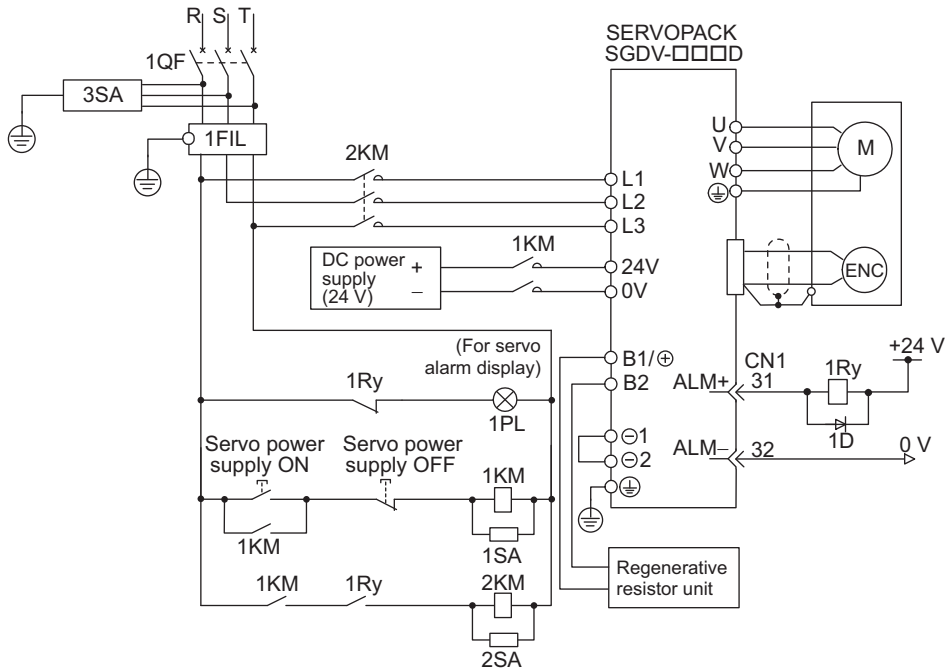 R S T
1QF
3SA
1FIL
2KM
SERVOPACK
SGDV-□□□D
U
V
W
M
L1
L2
L3
DC power
supply
(24 V)
+
−
1KM
24V
0V
ENC
(For servo
alarm display)
1Ry
1PL
B1/⊕
B2
ALM+
CN1
31
1Ry
+24 V
1D
⊖1
⊖2
ALM−
32
0 V
Servo power
supply ON
Servo power
supply OFF
1KM
1KM
1SA
1KM
1Ry
2KM
2SA
Regenerative
resistor unit